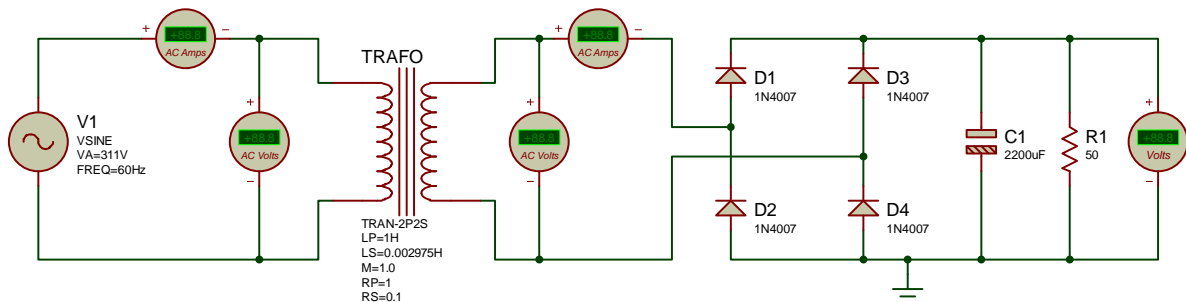 +88.8
AC Amps
+ −
V1
VSINE
VA=311V
FREQ=60Hz
+88.8
AC Volts
+
−
TRAFO
TRAN-2P2S
LP=1H
LS=0.002975H
M=1.0
RP=1
RS=0.1
+88.8
AC Volts
+
−
+88.8
AC Amps
+ −
D1
1N4007
D3
1N4007
D2
1N4007
D4
1N4007
C1
2200uF
R1
50
+88.8
Volts
+
−